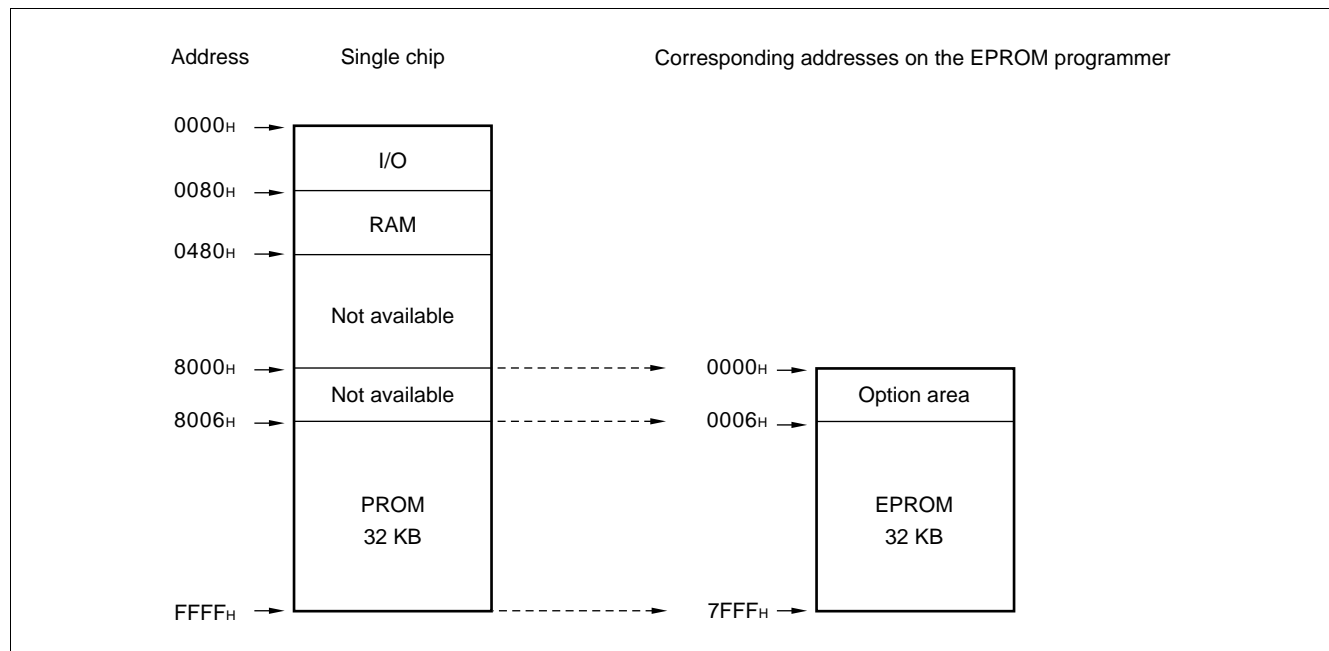 Address Single chip Corresponding addresses on the EPROM programmer
0000H
I/O
0080H
RAM
0480H
Not available
8000H 0000H
Not available Option area
8006H 0006H
PROM EPROM
32 KB 32 KB
FFFFH 7FFFH